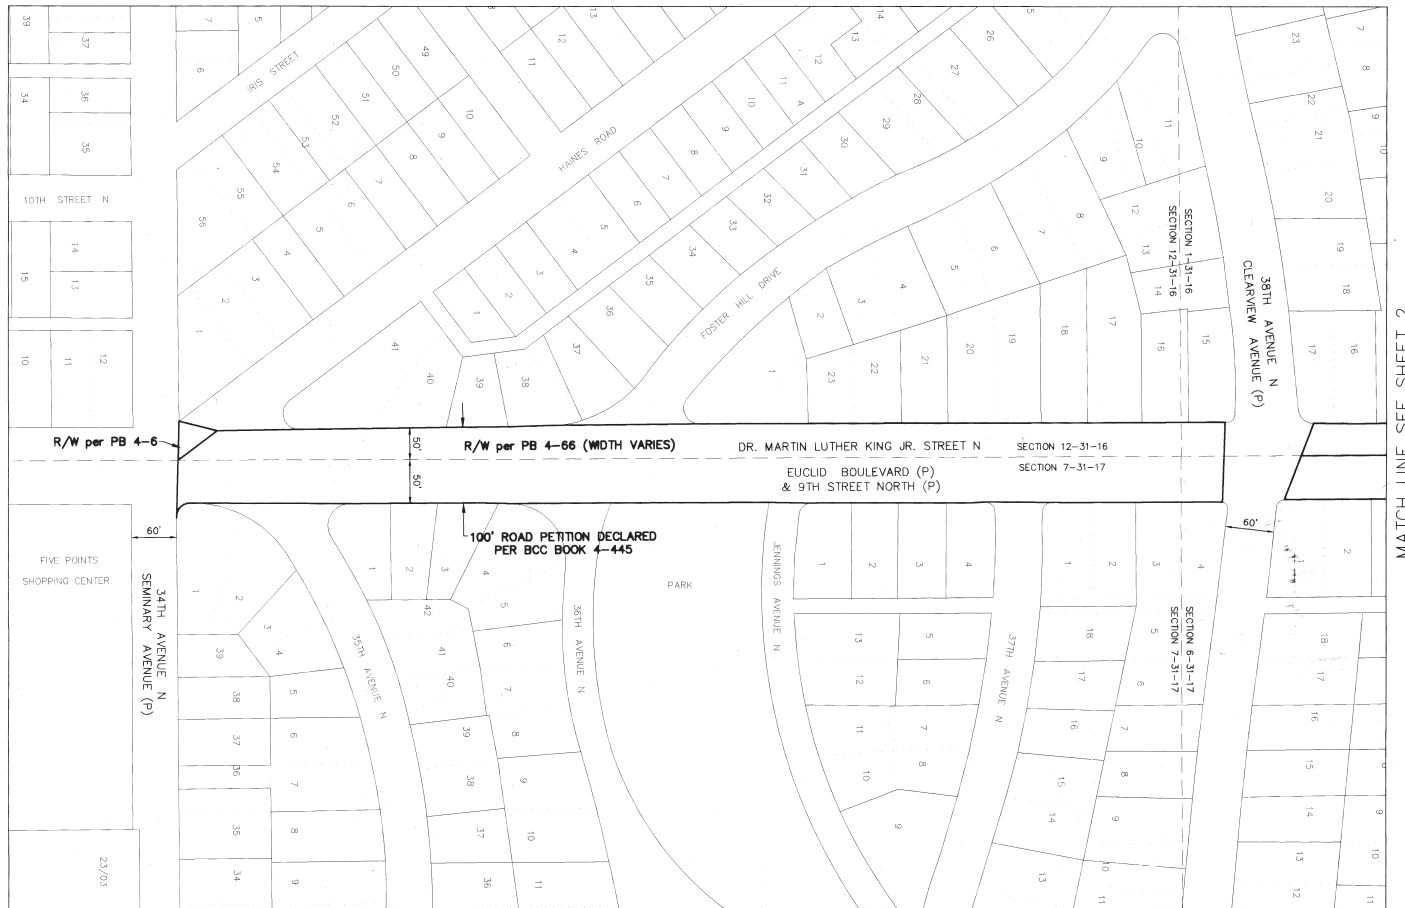 IRIS STREET
HAINES ROAD
10TH STREET N
FOSTER HILL DRIVE
SECTION 1-31-16
SECTION 12-31-16
38TH AVENUE N
CLEARVIEW AVENUE (P)
MATCH LINE SEE SHEET 2
R/W per PB 4-6
50'
50'
R/W per PB 4-66 (WIDTH VARIES)
DR. MARTIN LUTHER KING JR. STREET N
SECTION 12-31-16
SECTION 7-31-17
EUCLID BOULEVARD (P)
& 9TH STREET NORTH (P)
60'
60'
100' ROAD PETITION DECLARED
PER BCC BOOK 4-445
FIVE POINTS
SHOPPING CENTER
34TH AVENUE N
SEMINARY AVENUE (P)
35TH AVENUE N
36TH AVENUE N
PARK
JENNINGS AVENUE N
37TH AVENUE N
SECTION 6-31-17
SECTION 7-31-17
23/03